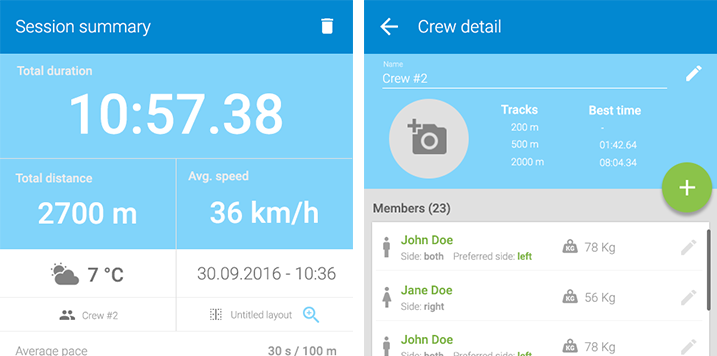 Session summary
Total duration
10:57.38
Total distance
Avg. speed
2700 m
36 km/h
7 °C
30.09.2016 - 10:36
Crew #2
Untitled layout
Average pace
30 s / 100 m
Crew detail
Name
Crew #2
Tracks
Best time
200 m
-
500 m
01:42.64
2000 m
08:04.34
+
Members (23)
John Doe
Side: both Preferred side: left
KG
78 Kg
Jane Doe
Side: right
KG
56 Kg
John Doe
Side: both Preferred side: left
KG
78 Kg